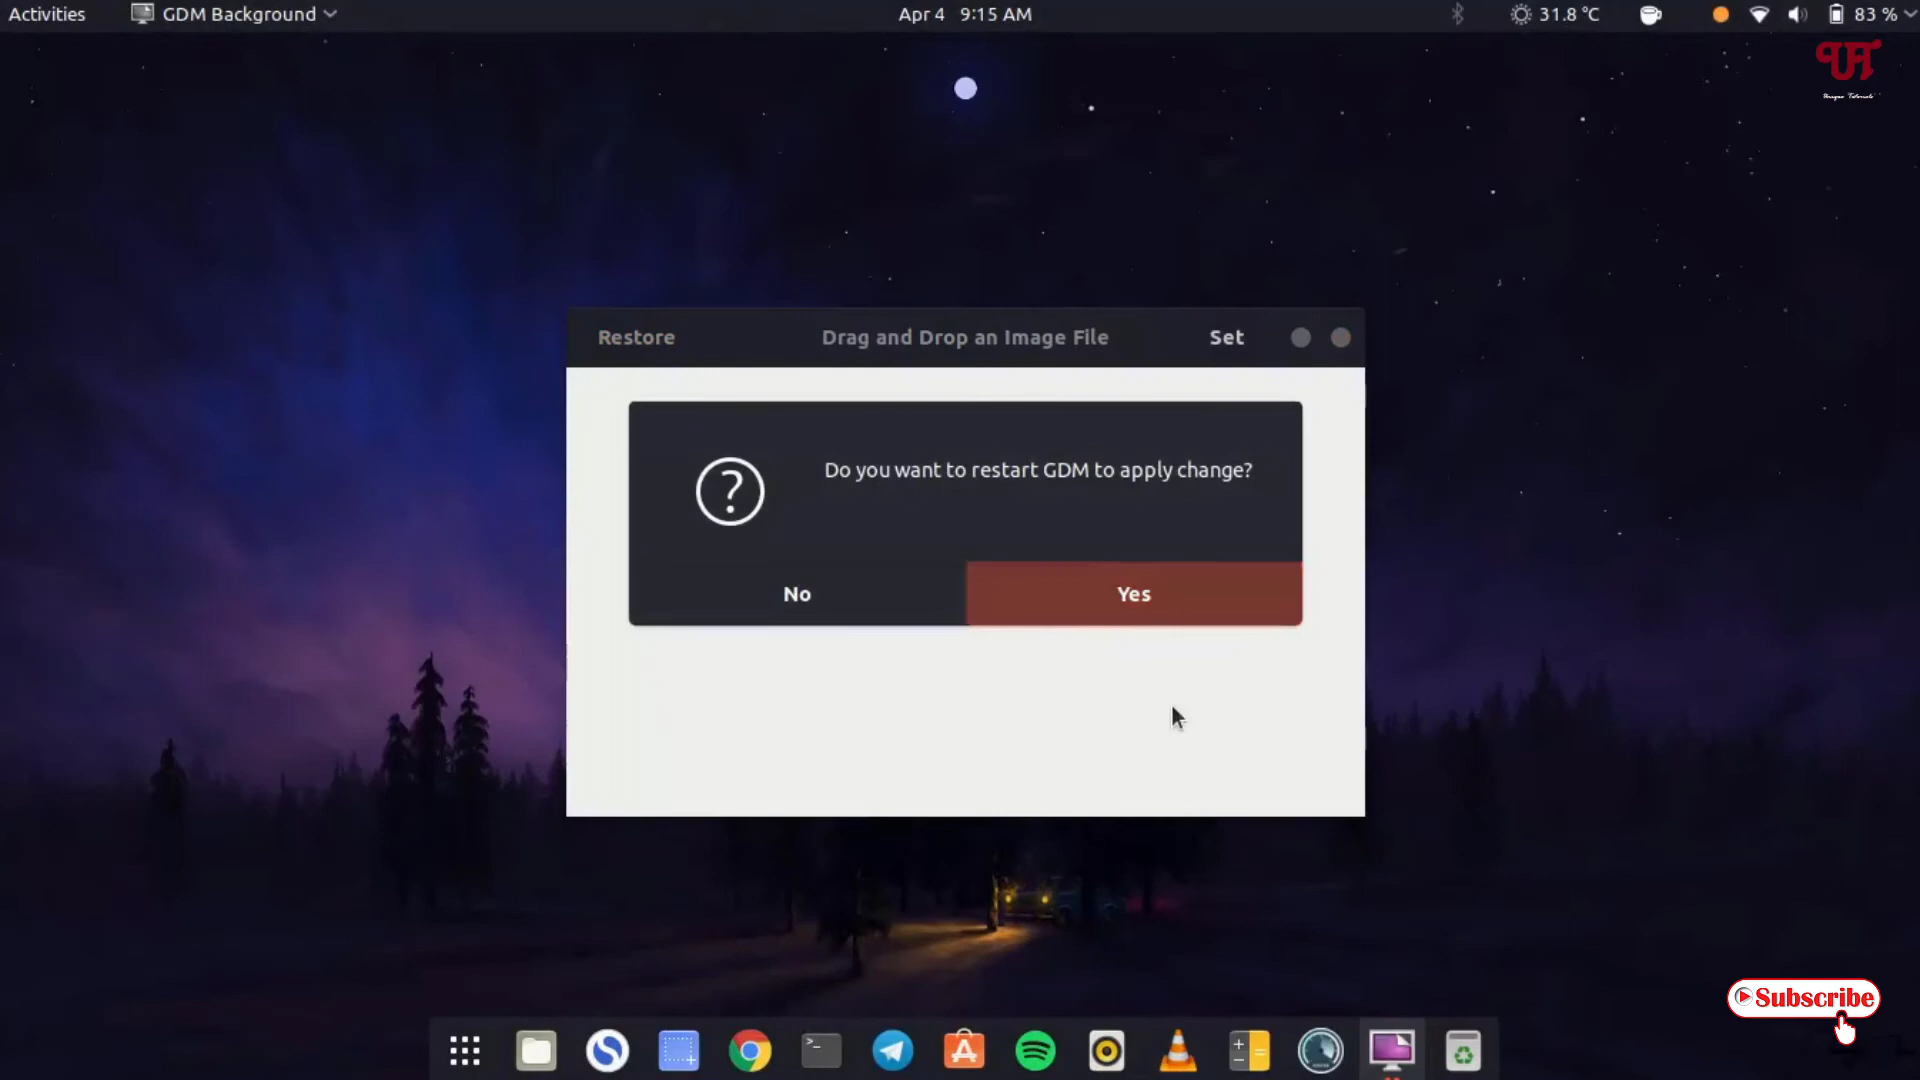 Activities GDM Background Apr 4 9:15 AM 31.8 °C 83 %
UA
Restore Drag and Drop an Image File Set
Do you want to restart GDM to apply change?
No Yes
Subscribe